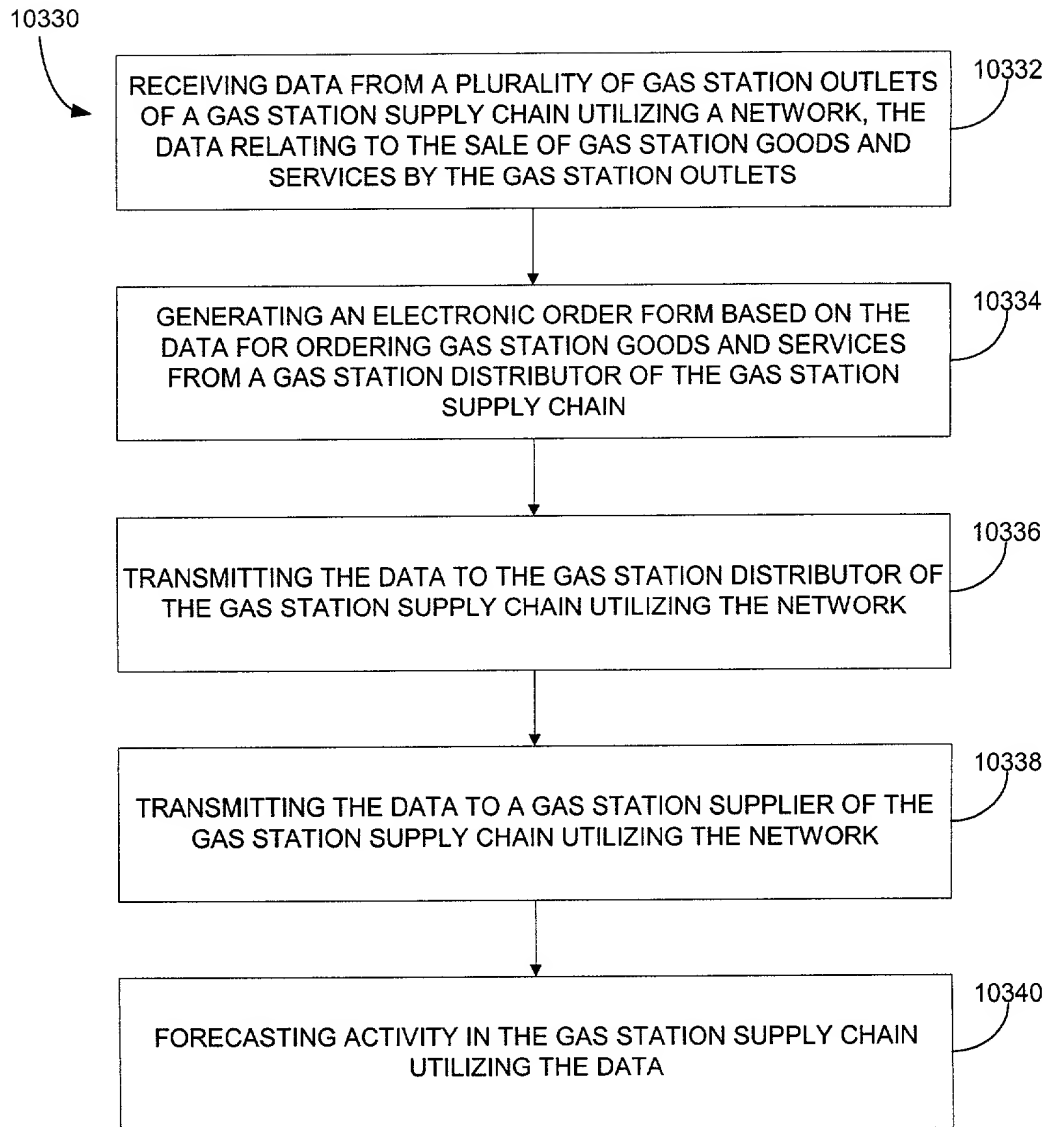 10330
RECEIVING DATA FROM A PLURALITY OF GAS STATION OUTLETS
OF A GAS STATION SUPPLY CHAIN UTILIZING A NETWORK, THE
DATA RELATING TO THE SALE OF GAS STATION GOODS AND
SERVICES BY THE GAS STATION OUTLETS
10332
GENERATING AN ELECTRONIC ORDER FORM BASED ON THE
DATA FOR ORDERING GAS STATION GOODS AND SERVICES
FROM A GAS STATION DISTRIBUTOR OF THE GAS STATION
SUPPLY CHAIN
10334
TRANSMITTING THE DATA TO THE GAS STATION DISTRIBUTOR OF
THE GAS STATION SUPPLY CHAIN UTILIZING THE NETWORK
10336
TRANSMITTING THE DATA TO A GAS STATION SUPPLIER OF THE
GAS STATION SUPPLY CHAIN UTILIZING THE NETWORK
10338
FORECASTING ACTIVITY IN THE GAS STATION SUPPLY CHAIN
UTILIZING THE DATA
10340